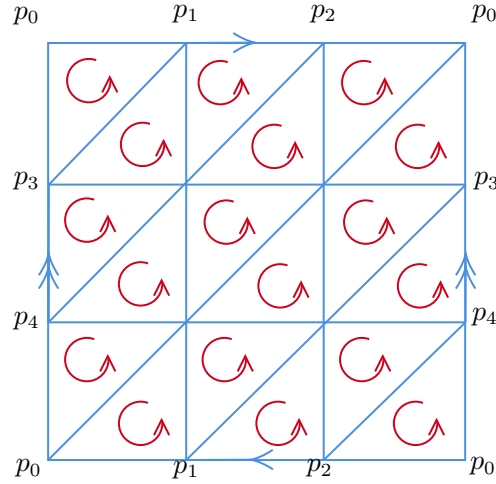 p₀ p₁ p₂ p₀
p₃ p₃
p₄ p₄
p₀ p₁ p₂ p₀